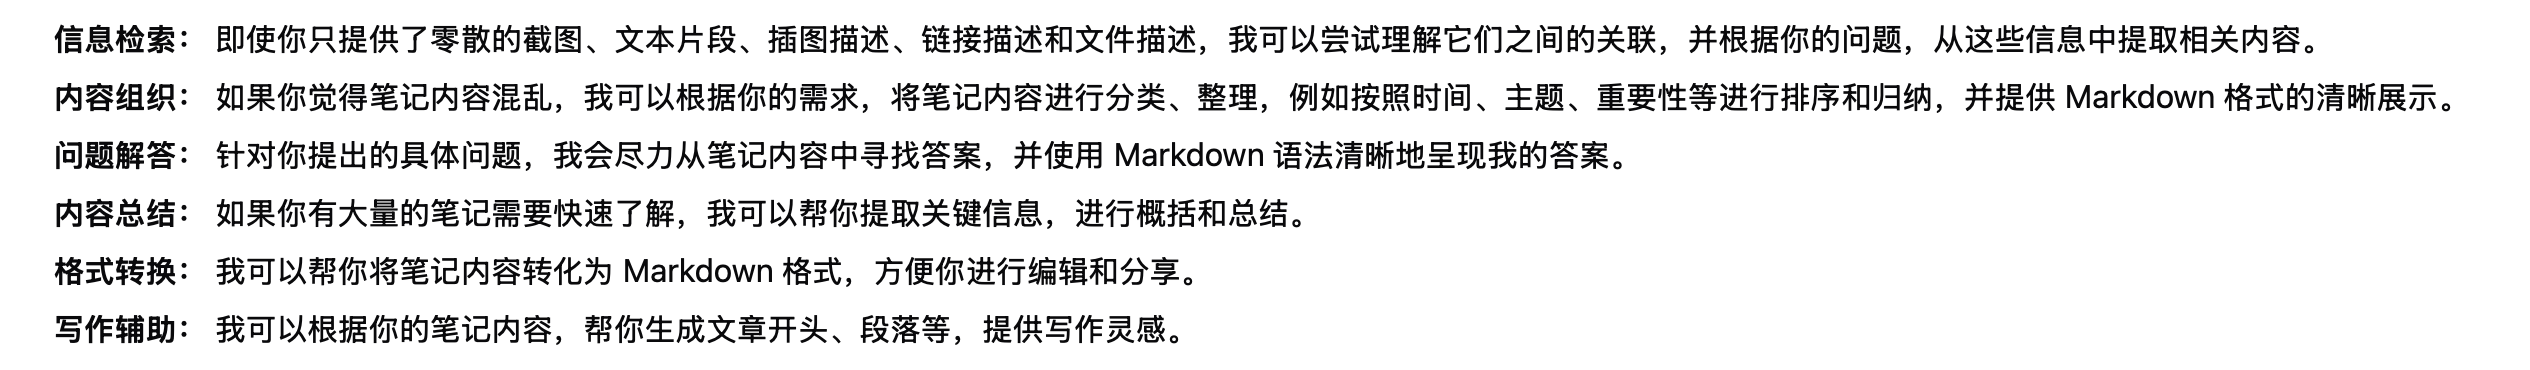 信息检索： 即使你只提供了零散的截图、文本片段、插图描述、链接描述和文件描述，我可以尝试理解它们之间的关联，并根据你的问题，从这些信息中提取相关内容。
内容组织： 如果你觉得笔记内容混乱，我可以根据你的需求，将笔记内容进行分类、整理，例如按照时间、主题、重要性等进行排序和归纳，并提供 Markdown 格式的清晰展示。
问题解答： 针对你提出的具体问题，我会尽力从笔记内容中寻找答案，并使用 Markdown 语法清晰地呈现我的答案。
内容总结： 如果你有大量的笔记需要快速了解，我可以帮你提取关键信息，进行概括和总结。
格式转换： 我可以帮你将笔记内容转化为 Markdown 格式，方便你进行编辑和分享。
写作辅助： 我可以根据你的笔记内容，帮你生成文章开头、段落等，提供写作灵感。